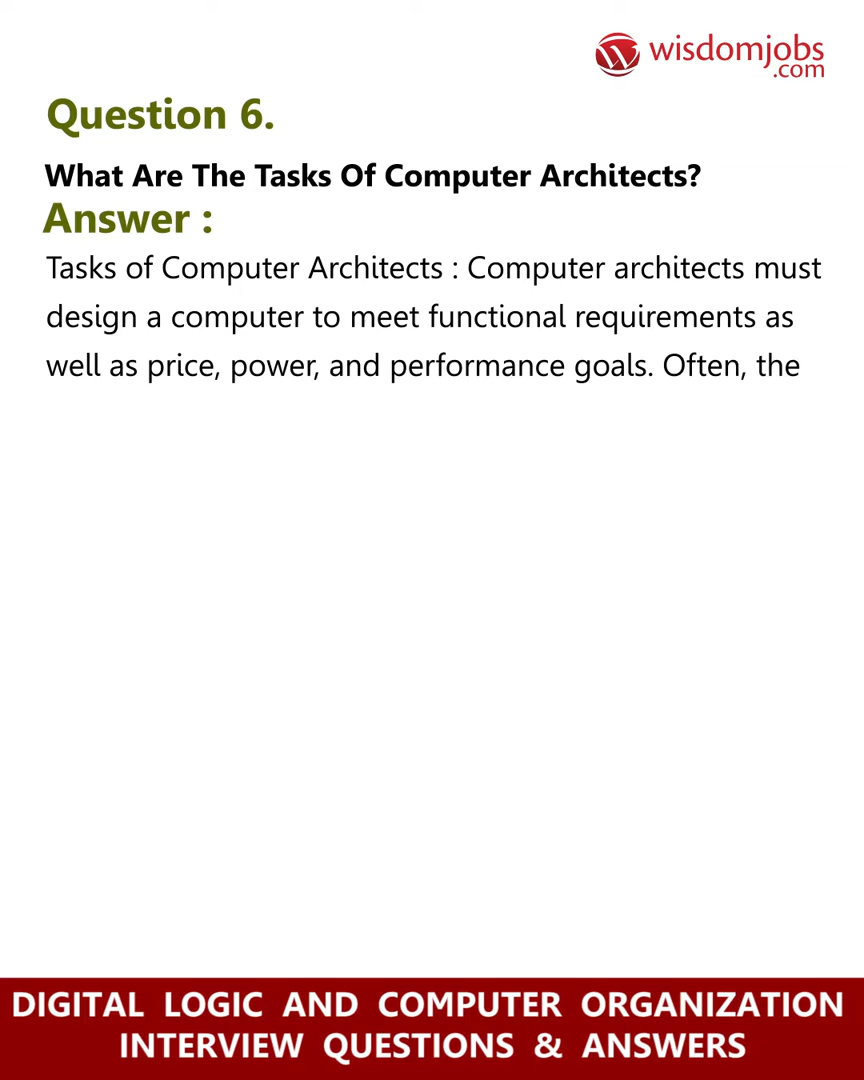 wisdomjobs
.com
Question 6.
What Are The Tasks Of Computer Architects?
Answer :
Tasks of Computer Architects : Computer architects must
design a computer to meet functional requirements as
well as price, power, and performance goals. Often, the
DIGITAL LOGIC AND COMPUTER ORGANIZATION
INTERVIEW QUESTIONS & ANSWERS